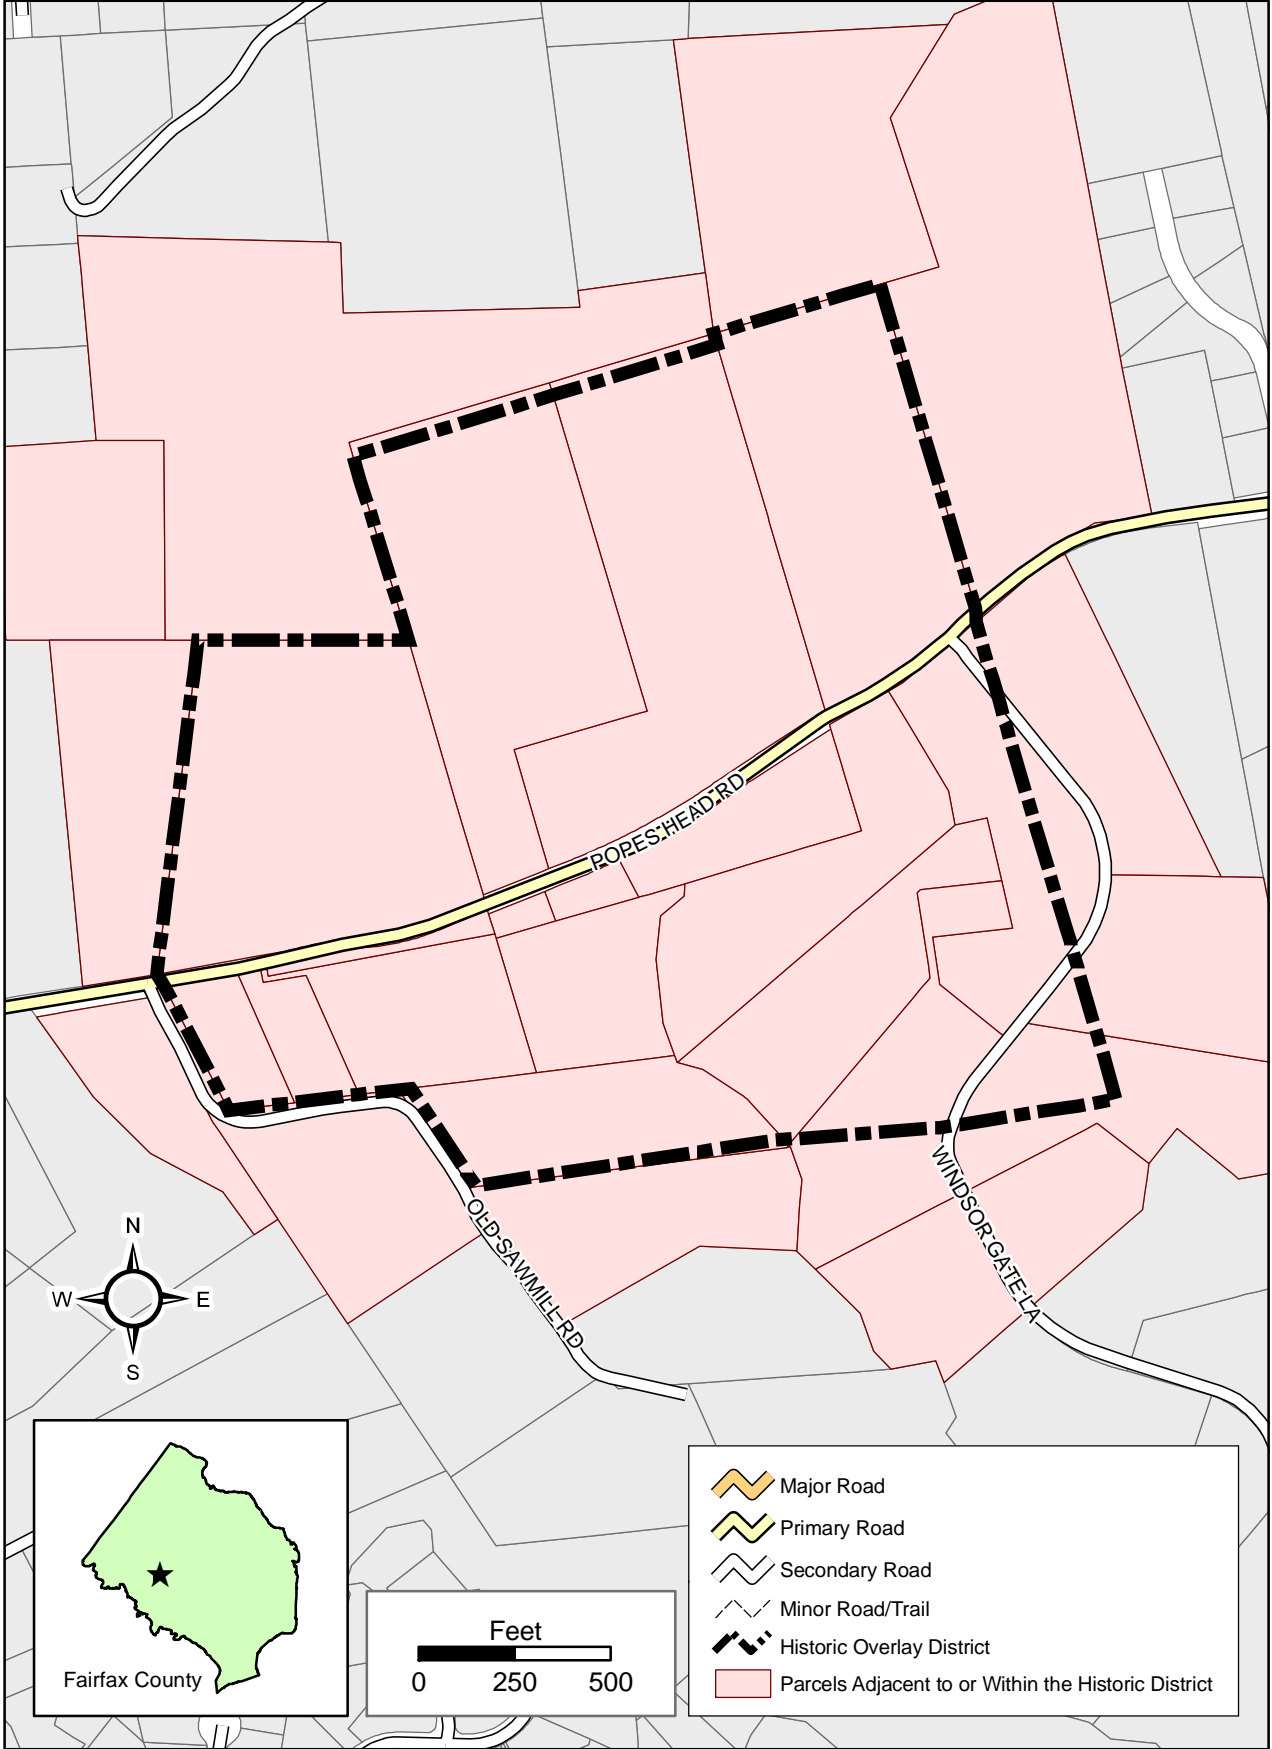 POPES HEAD RD
WINDSOR GATE LA
OLD SAWMILL RD
N
W
E
S
Fairfax County
Feet
0 250 500
Major Road
Primary Road
Secondary Road
Minor Road/Trail
Historic Overlay District
Parcels Adjacent to or Within the Historic District